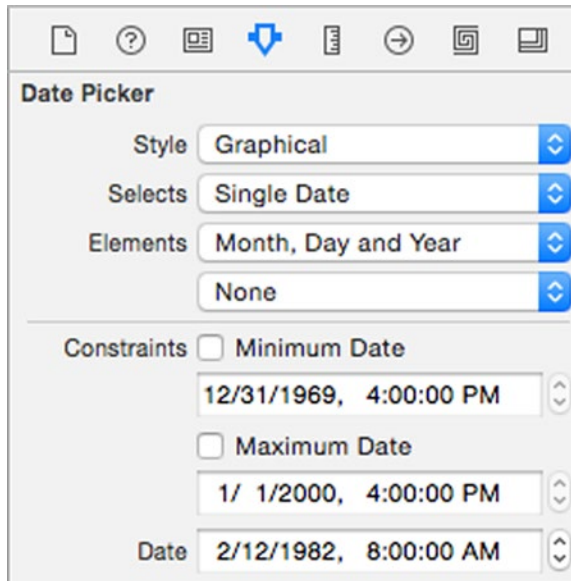 Date Picker
Style Graphical
Selects Single Date
Elements Month, Day and Year
None
Constraints Minimum Date
12/31/1969, 4:00:00 PM
Maximum Date
1/ 1/2000, 4:00:00 PM
Date 2/12/1982, 8:00:00 AM